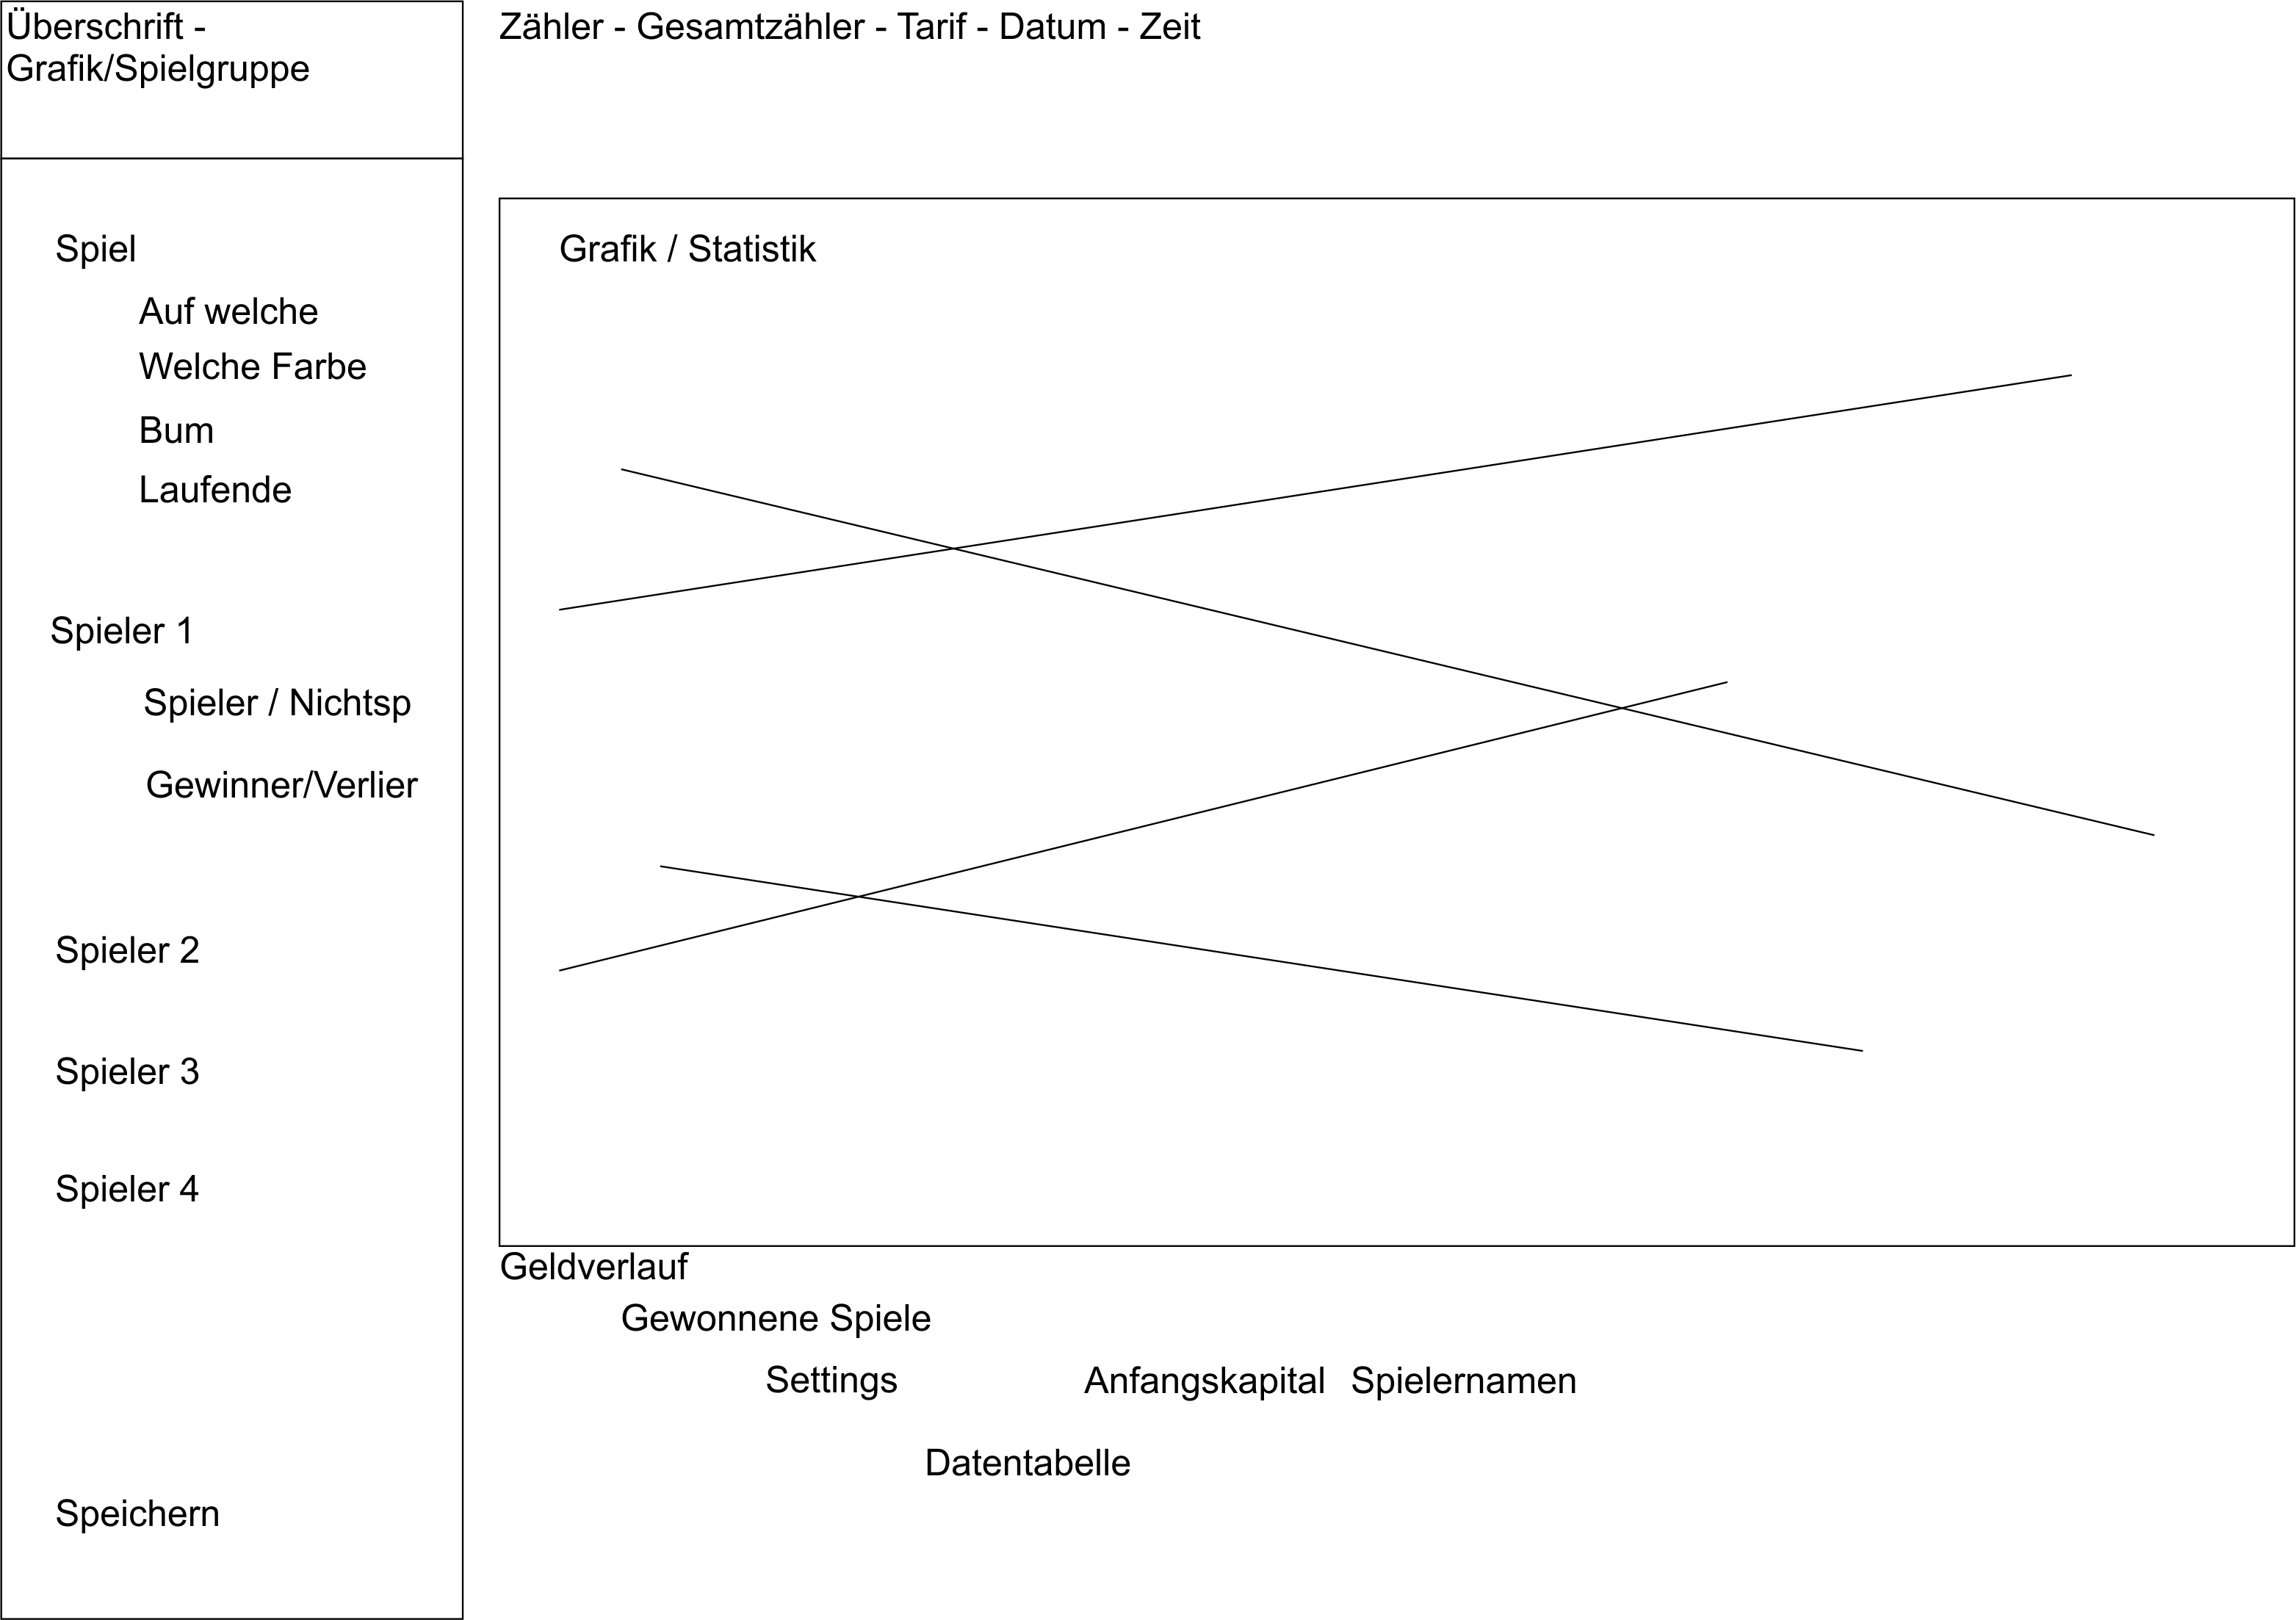 Überschrift -
Grafik/Spielgruppe
Zähler - Gesamtzähler - Tarif - Datum - Zeit
Spiel
Auf welche
Welche Farbe
Bum
Laufende
Spieler 1
Spieler / Nichtsp
Gewinner/Verlier
Spieler 2
Spieler 3
Spieler 4
Speichern
Grafik / Statistik
Geldverlauf
Gewonnene Spiele
Settings Anfangskapital Spielernamen
Datentabelle